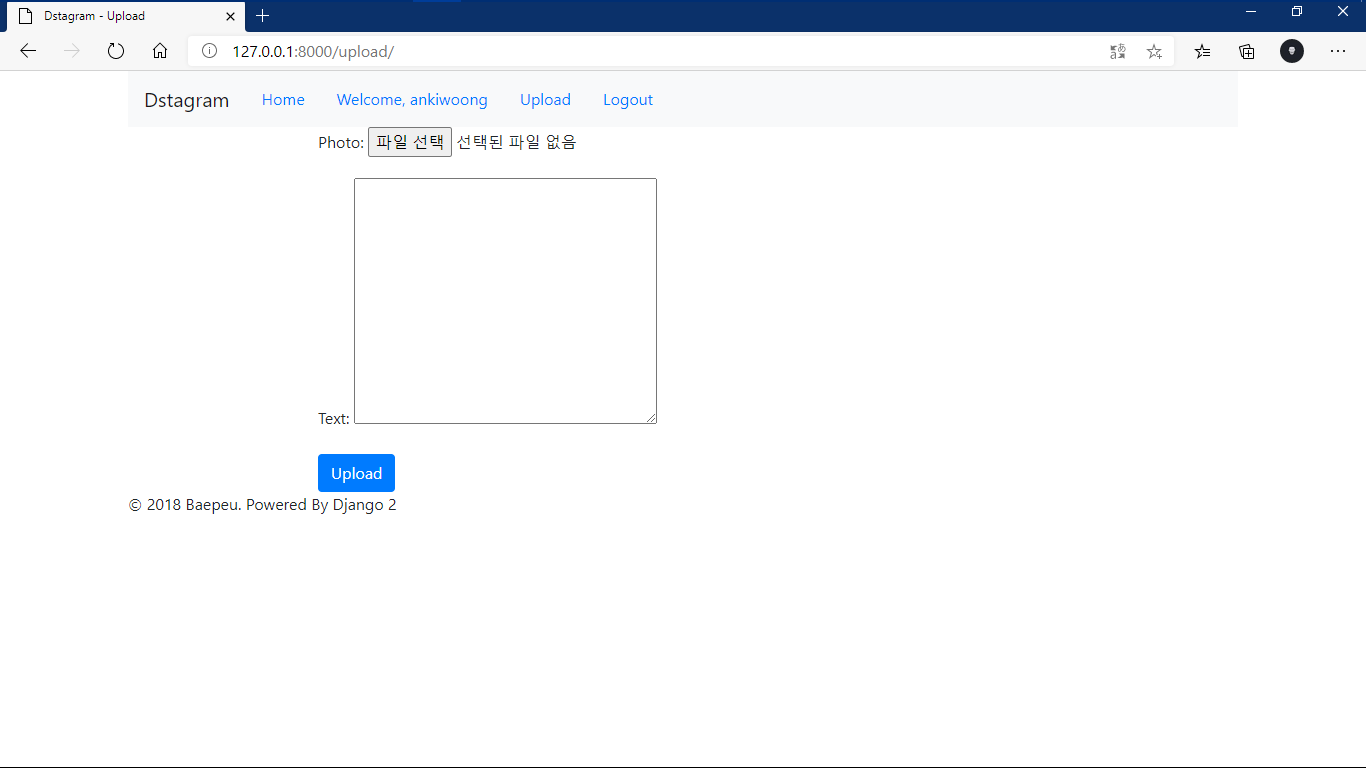 Dstagram - Upload
127.0.0.1:8000/upload/
Dstagram Home Welcome, ankiwoong Upload Logout
Photo: 파일 선택 선택된 파일 없음
Text:
Upload
© 2018 Baepeu. Powered By Django 2